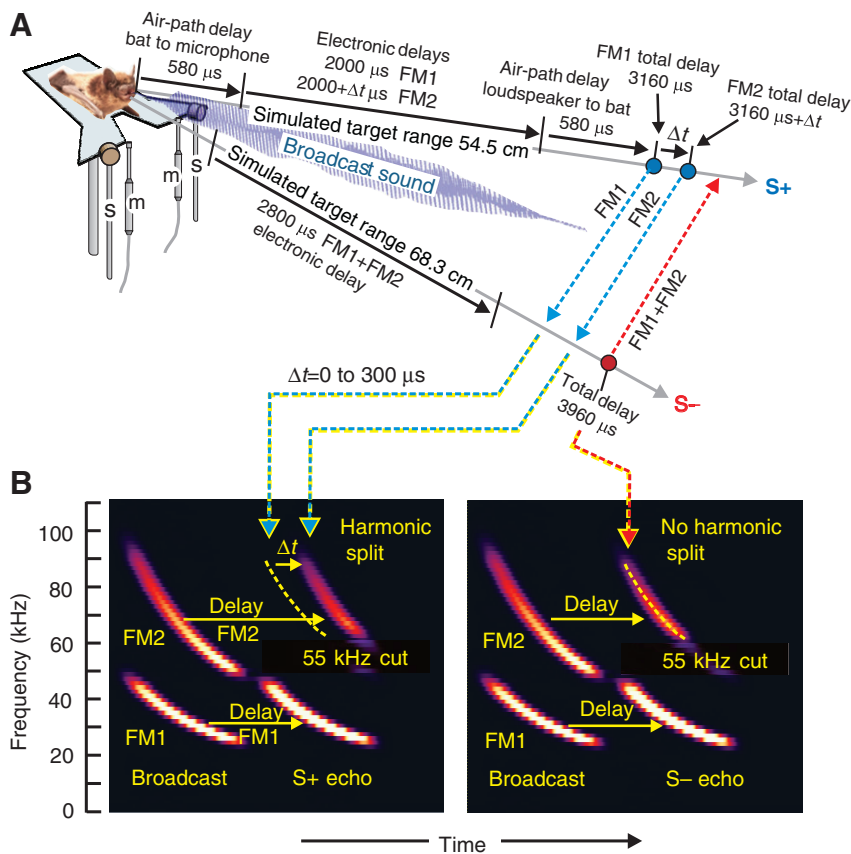 A
Air-path delay
bat to microphone
580 µs
Electronic delays
2000 µs FM1
2000+Δt µs FM2
Air-path delay
loudspeaker to bat
580 µs
FM1 total delay
3160 µs
Δt
FM2 total delay
3160 µs+Δt
Simulated target range 54.5 cm
Broadcast sound
Simulated target range 68.3 cm
2800 µs FM1+FM2
electronic delay
S+
FM1
FM2
FM1+FM2
S
m
m
S
Δt=0 to 300 µs
Total delay
3960 µs
S–
B
Frequency (kHz)
100
80
60
40
20
0
Harmonic
split
Δt
Delay
FM2
FM2
55 kHz cut
Delay
FM1
FM1
Broadcast
S+ echo
No harmonic
split
Delay
FM2
55 kHz cut
Delay
FM1
Broadcast
S– echo
Time